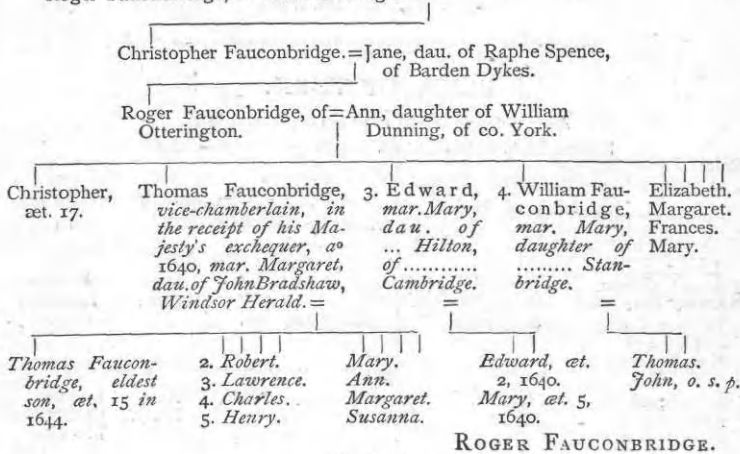 Christopher Fauconbridge.=Jane, dau. of Raphe Spence,
of Barden Dykes.
Roger Fauconbridge, of=Ann, daughter of William
Otterington. Dunning, of co. York.
Christopher,
æt. 17.
Thomas Fauconbridge,
vice-chamberlain, in
the receipt of his Ma-
jesty's exchequer, aº
1640, mar. Margaret,
dau. of John Bradshaw,
Windsor Herald.=
3. Edward,
mar. Mary,
dau. of
... Hilton,
of............
Cambridge.
=
4. William Fau-
conbridge,
mar. Mary,
daughter of
......... Stan-
bridge.
=
Elizabeth.
Margaret.
Frances.
Mary.
Thomas Faucon-
bridge, eldest
son, æt. 15 in
1644.
2. Robert.
3. Lawrence.
4. Charles.
5. Henry.
Mary.
Ann.
Margaret.
Susanna.
Edward, æt.
2, 1640.
Mary, æt. 5,
1640.
Thomas.
John, o. s. p.
ROGER FAUCONBRIDGE.